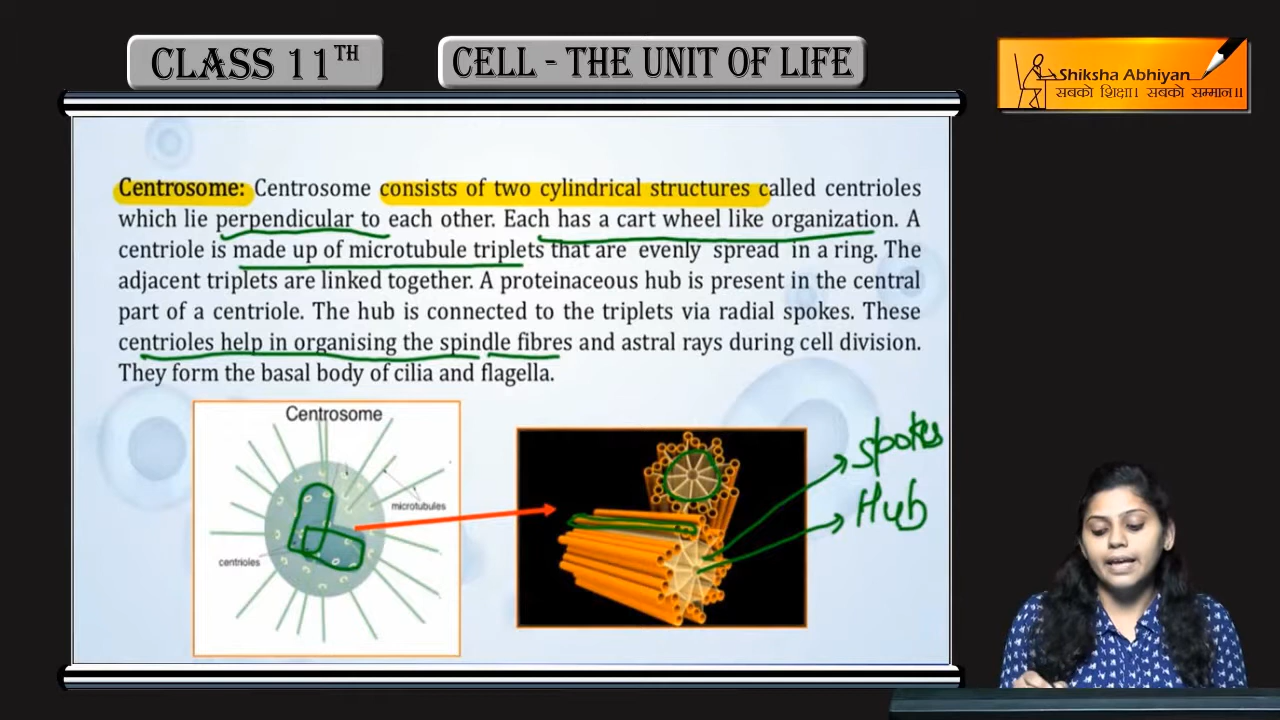 CLASS 11TH
CELL - THE UNIT OF LIFE
Shiksha Abhiyan
सबको शिक्षा। सबको सम्मान।।
Centrosome: Centrosome consists of two cylindrical structures called centrioles
which lie perpendicular to each other. Each has a cart wheel like organization. A
centriole is made up of microtubule triplets that are evenly spread in a ring. The
adjacent triplets are linked together. A proteinaceous hub is present in the central
part of a centriole. The hub is connected to the triplets via radial spokes. These
centrioles help in organising the spindle fibres and astral rays during cell division.
They form the basal body of cilia and flagella.
Centrosome
microtubules
centrioles
Spokes
Hub